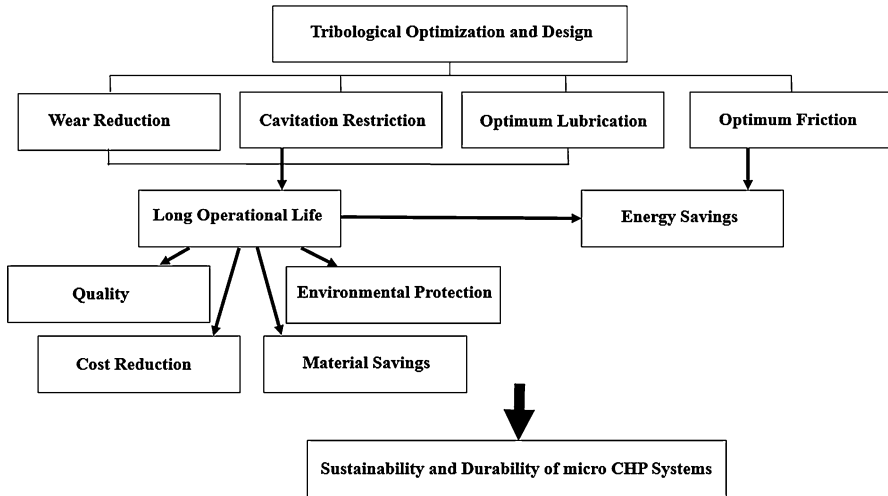 Tribological Optimization and Design
Wear Reduction
Cavitation Restriction
Optimum Lubrication
Optimum Friction
Long Operational Life
Energy Savings
Quality
Environmental Protection
Cost Reduction
Material Savings
Sustainability and Durability of micro CHP Systems